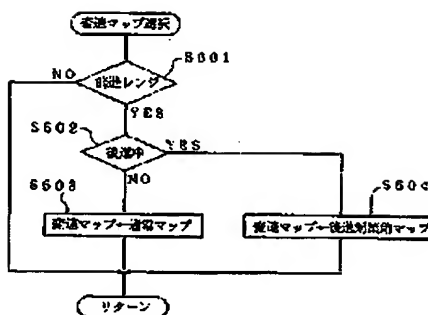 変速マップ選択
S601
NO
前進レンジ
YES
S602
後進中
YES
S603
NO
S604
変速マップ←通常マップ
変速マップ←後進対策用マップ
リターン